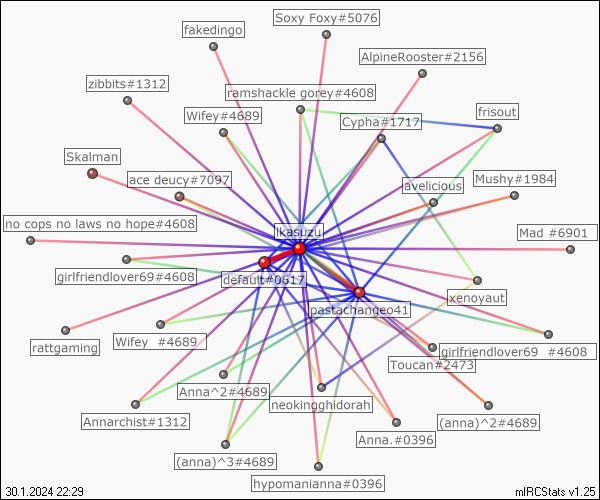 Soxy Foxy#5076
fakedingo
AlpineRooster#2156
zibbits#1312
ramshackle gorey#4608
frisout
Wifey#4689
Cypha#1717
Skalman
ace deucy#7097
avelicious
Mushy#1984
no cops no laws no hope#4608
ikasuzu
Mad #6901
girlfriendlover69#4608
default#0617
xenoyaut
pastachangeo41
rattgaming
Wifey #4689
girlfriendlover69 #4608
Toucan#2473
Anna^2#4689
neokingghidorah
Annarchist#1312
(anna)^2#4689
Anna.#0396
(anna)^3#4689
hypomanianna#0396
30.1.2024 22:29
mIRCStats v1.25